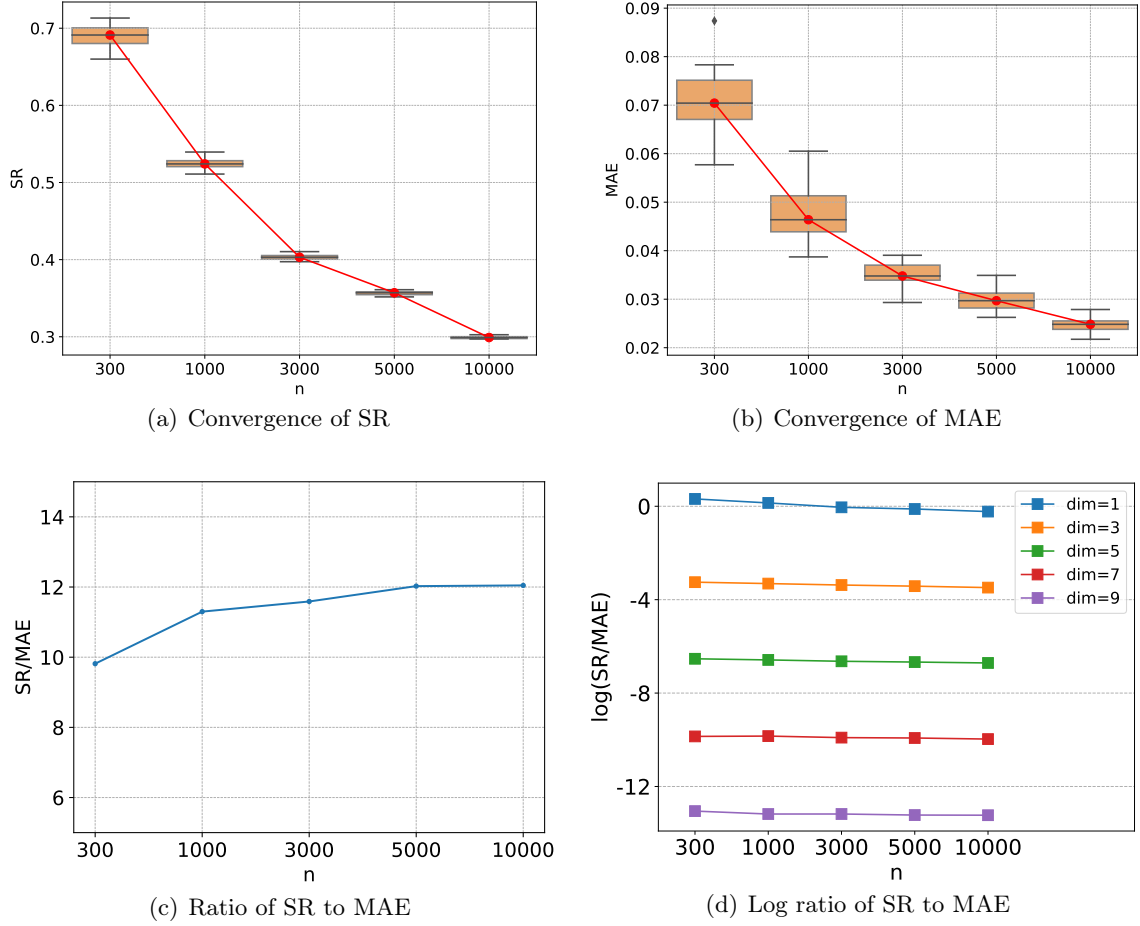 0.7
0.6
0.5
0.4
0.3
SR
300 1000 3000 5000 10000
n
(a) Convergence of SR
0.09
0.08
0.07
0.06
0.05
0.04
0.03
0.02
MAE
300 1000 3000 5000 10000
n
(b) Convergence of MAE
14
12
10
8
6
SR/MAE
300 1000 3000 5000 10000
n
(c) Ratio of SR to MAE
0
-4
-8
-12
log(SR/MAE)
dim=1
dim=3
dim=5
dim=7
dim=9
300 1000 3000 5000 10000
n
(d) Log ratio of SR to MAE